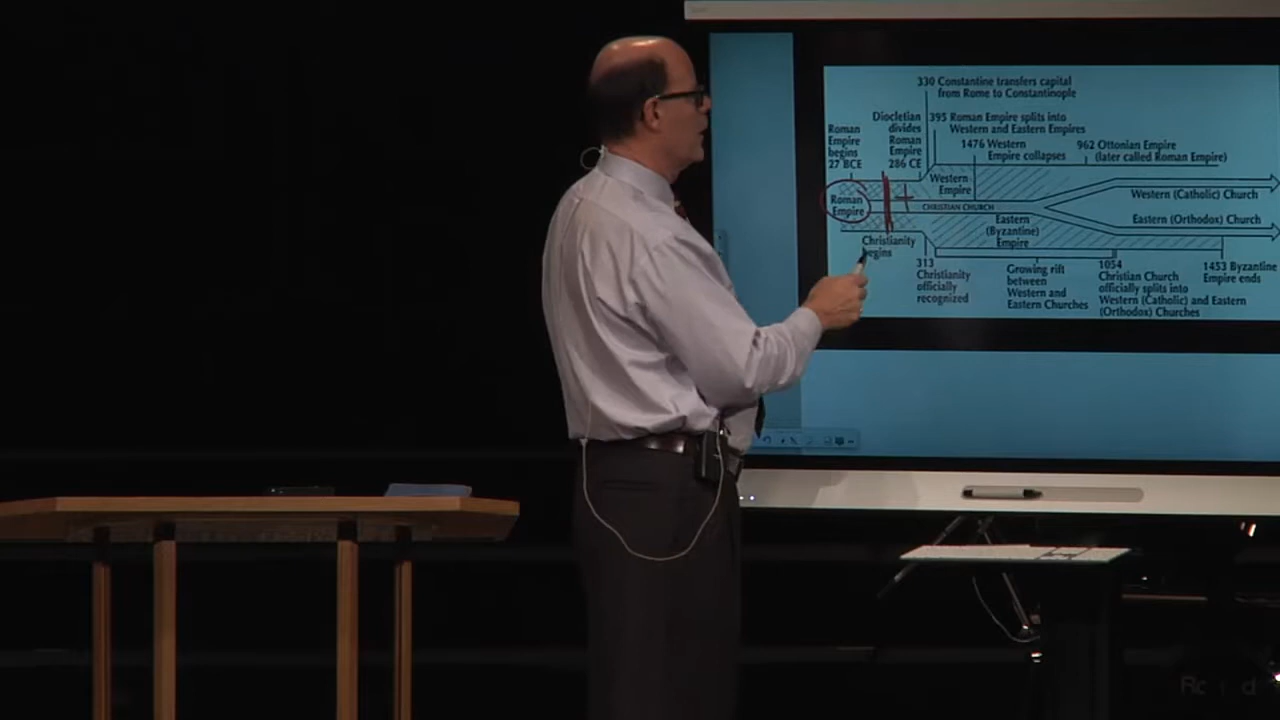 330 Constantine transfers capital
from Rome to Constantinople
Roman
Empire
begins
27 BCE
Diocletian
divides
Roman
Empire
286 CE
395 Roman Empire splits into
Western and Eastern Empires
1476 Western
Empire collapses
962 Ottonian Empire
(later called Roman Empire)
Roman
Empire
Western
Empire
CHRISTIAN CHURCH
Western (Catholic) Church
Eastern
(Byzantine)
Empire
Eastern (Orthodox) Church
Christianity
begins
313
Christianity
officially
recognized
Growing rift
between
Western and
Eastern Churches
1054
Christian Church
officially splits into
Western (Catholic) and Eastern
(Orthodox) Churches
1453 Byzantine
Empire ends